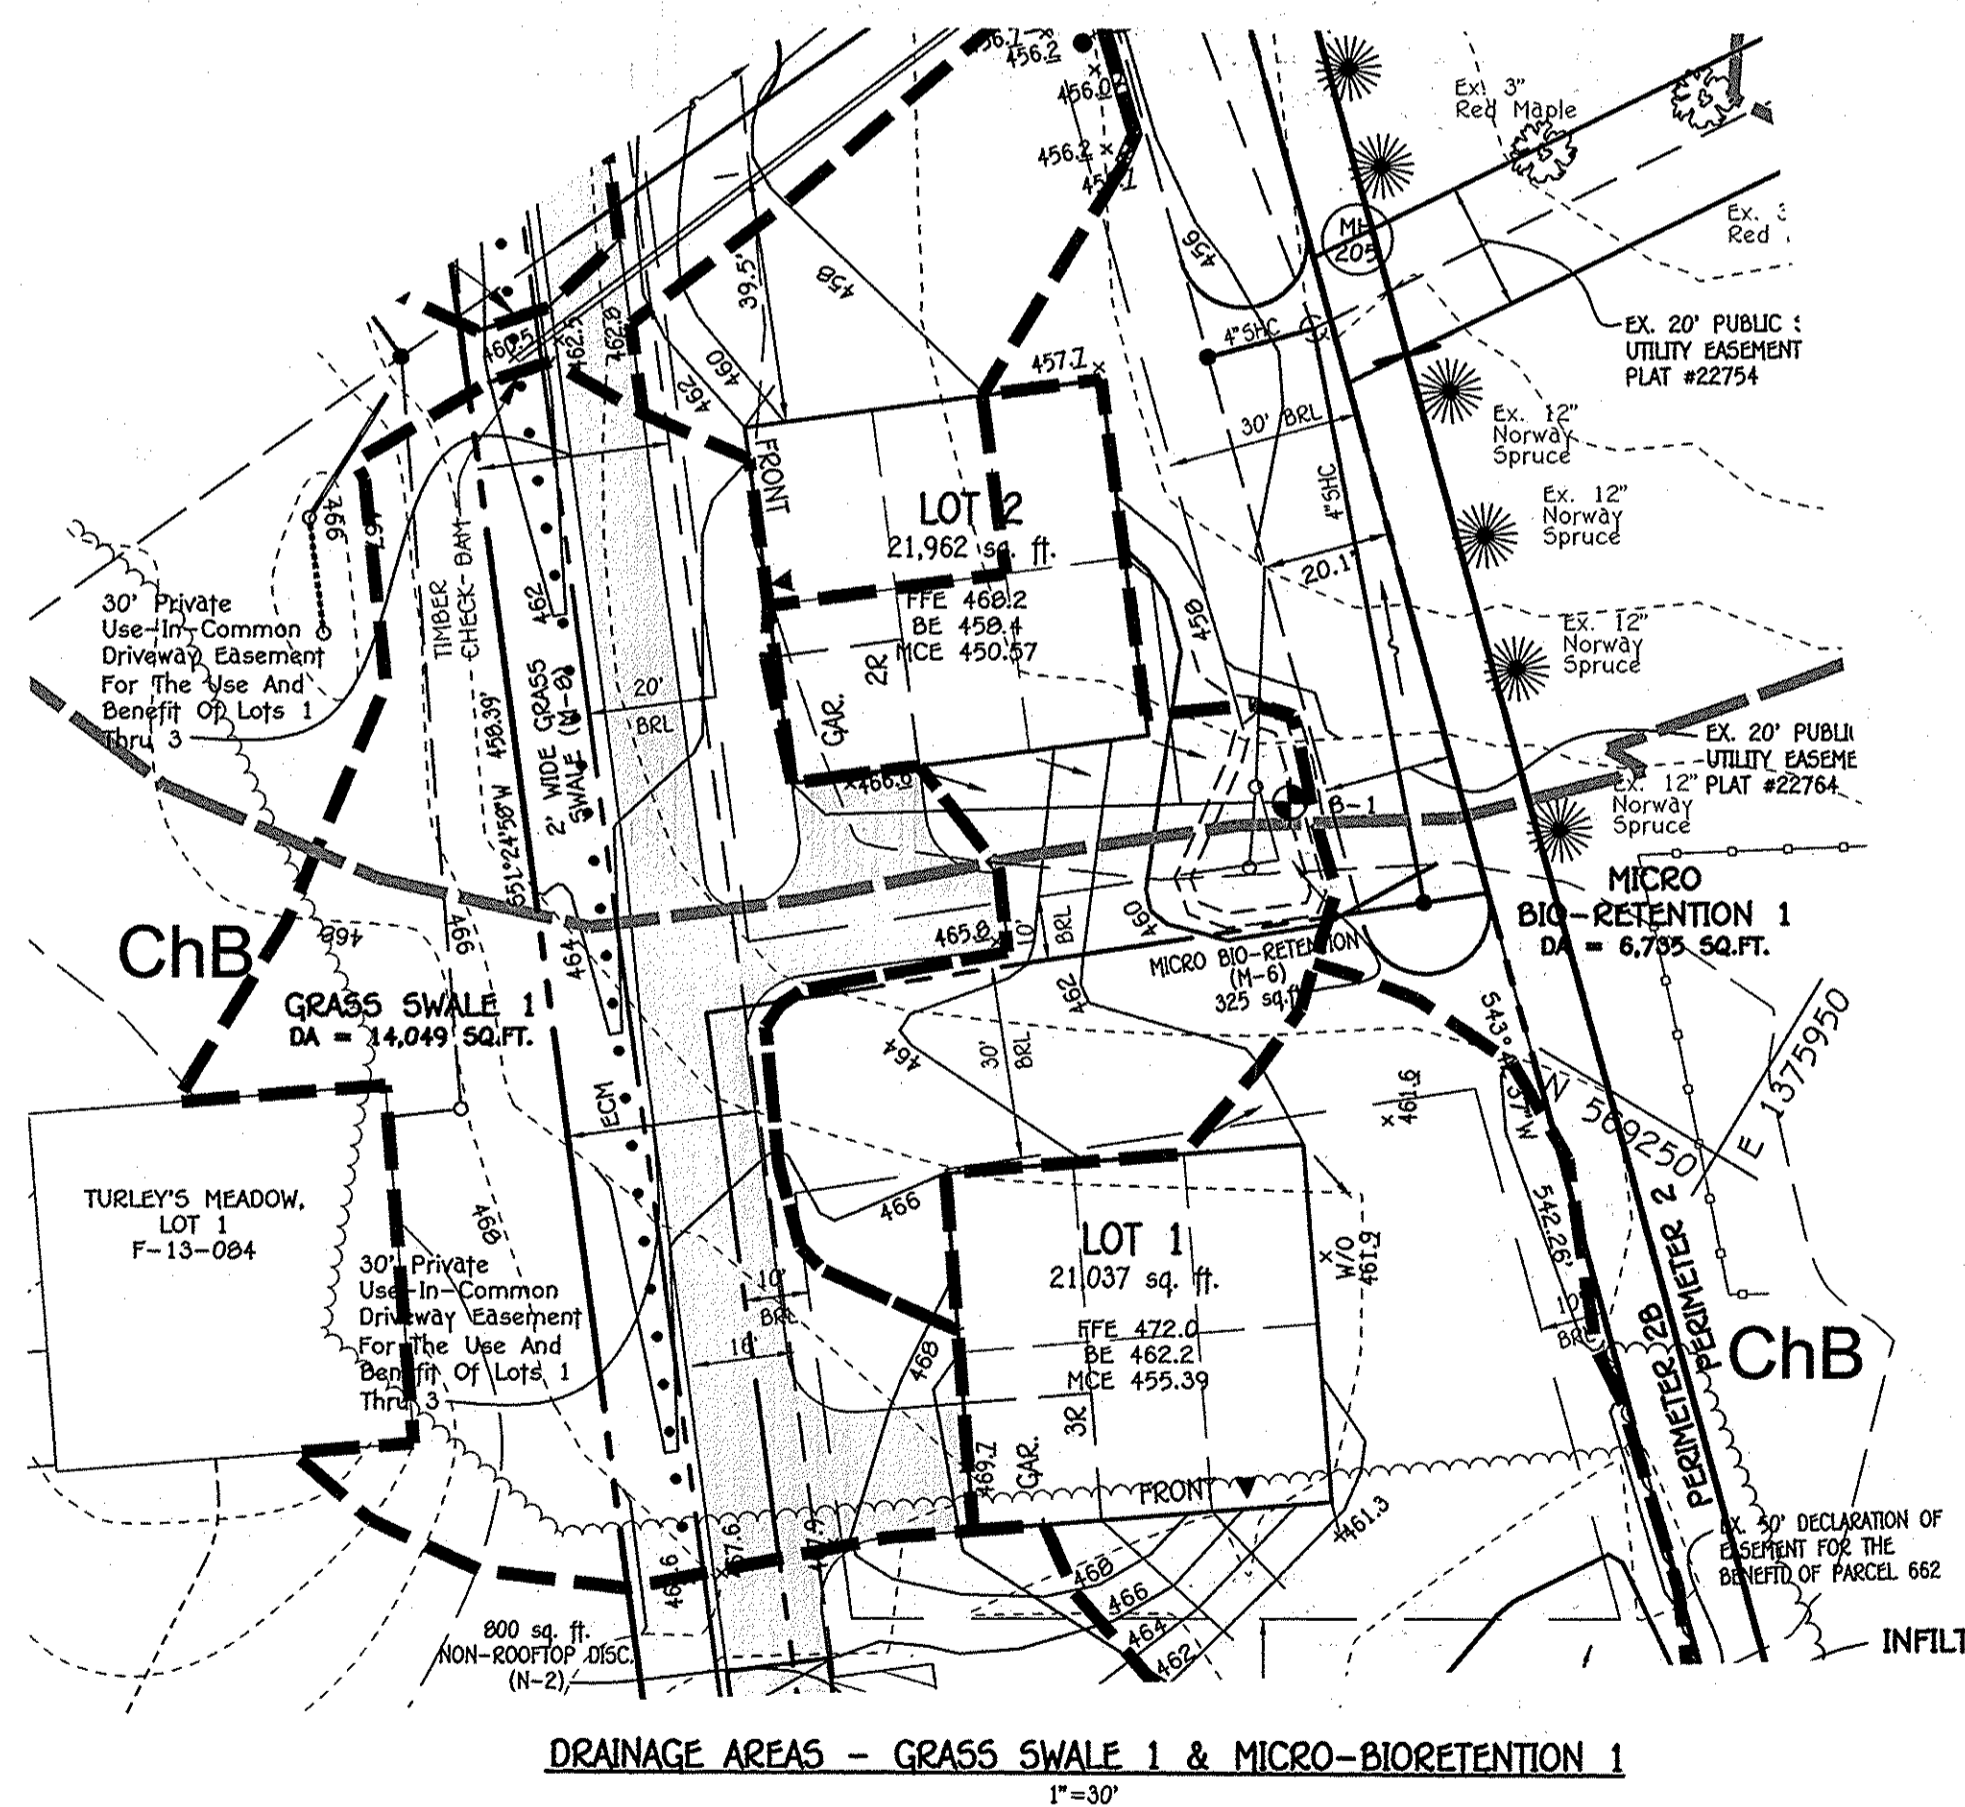 456.2
456.2
Ex. 3"
Red Maple
MH
205
456
Ex.
Red
39.5'
458
EX. 20' PUBLIC
UTILITY EASEMENT
PLAT #22754
4"SHC
460.5
462.5
462.8
460
462
457.7
30' BRL
Ex. 12"
Norway
Spruce
FRONT
LOT 2
21,962 sq. ft.
FFE 468.2
BE 458.4
MCE 450.57
2R
GAR.
4"SHC
Ex. 12"
Norway
Spruce
20.1'
458
Ex. 12"
Norway
Spruce
466
467
TIMBER
CHECK-DAM
462
30' Private
Use-In-Common
Driveway Easement
For The Use And
Benefit Of Lots 1
Thru 3
2' WIDE GRASS
SWALE (M-8)
20'
BRL
S51°24'50"W 458.39'
466.6
B-1
EX. 20' PUBLI
UTILITY EASEME
PLAT #22764
Ex. 12"
Norway
Spruce
ChB
468
466
464
465.8
10'
BRL
460
MICRO
BIO-RETENTION 1
DA = 6,735 SQ.FT.
MICRO BIO-RETENTION
(M-6)
325 sq.ft
GRASS SWALE 1
DA = 14,049 SQ.FT.
462
464
30'
BRL
ECM
461.6
N 569250
E 1375950
542.26'
TURLEY'S MEADOW,
LOT 1
F-13-084
468
466
LOT 1
21,037 sq. ft.
FFE 472.0
BE 462.2
MCE 455.39
3R
GAR.
FRONT
W/O
461.9
30' Private
Use-In-Common
Driveway Easement
For The Use And
Benefit Of Lots 1
Thru 3
10'
BRL
16'
468
469.7
10'
BRL
PERIMETER 2B
PERIMETER 2
ChB
461.3
EX. 50' DECLARATION OF
EASEMENT FOR THE
BENEFIT OF PARCEL 662
468
466
464
462
800 sq. ft.
NON-ROOFTOP DISC.
(N-2)
INFILT
DRAINAGE AREAS - GRASS SWALE 1 & MICRO-BIORETENTION 1
1"=30'